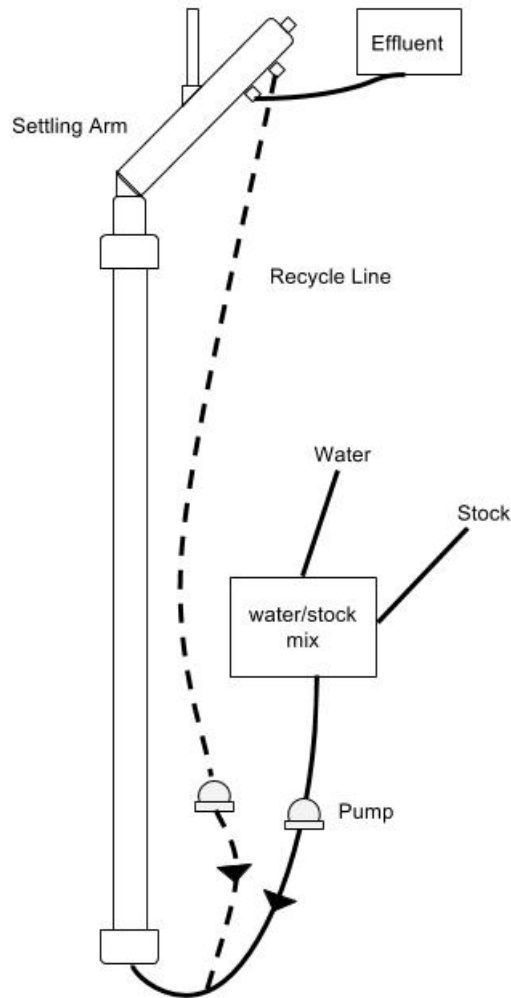 Effluent
Settling Arm
Recycle Line
Water
Stock
water/stock
mix
Pump